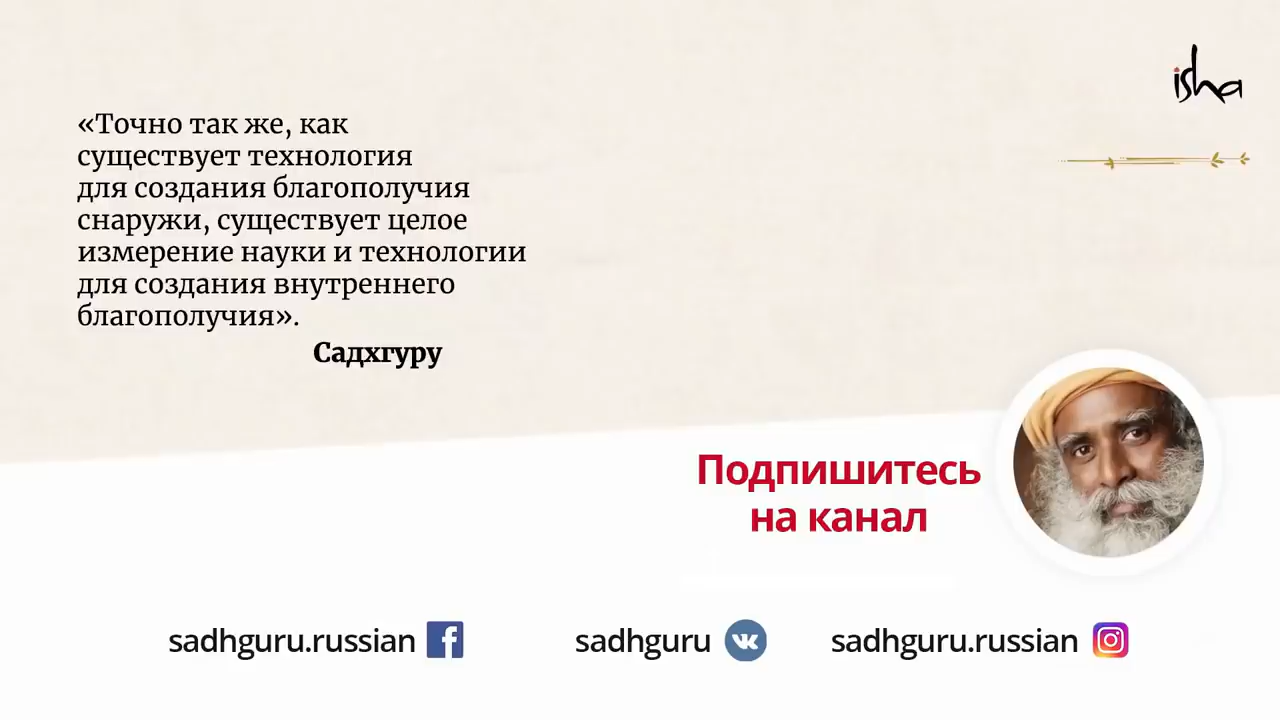 isha
«Точно так же, как
существует технология
для создания благополучия
снаружи, существует целое
измерение науки и технологии
для создания внутреннего
благополучия».
Садхгуру
Подпишитесь
на канал
sadhguru.russian
sadhguru
sadhguru.russian